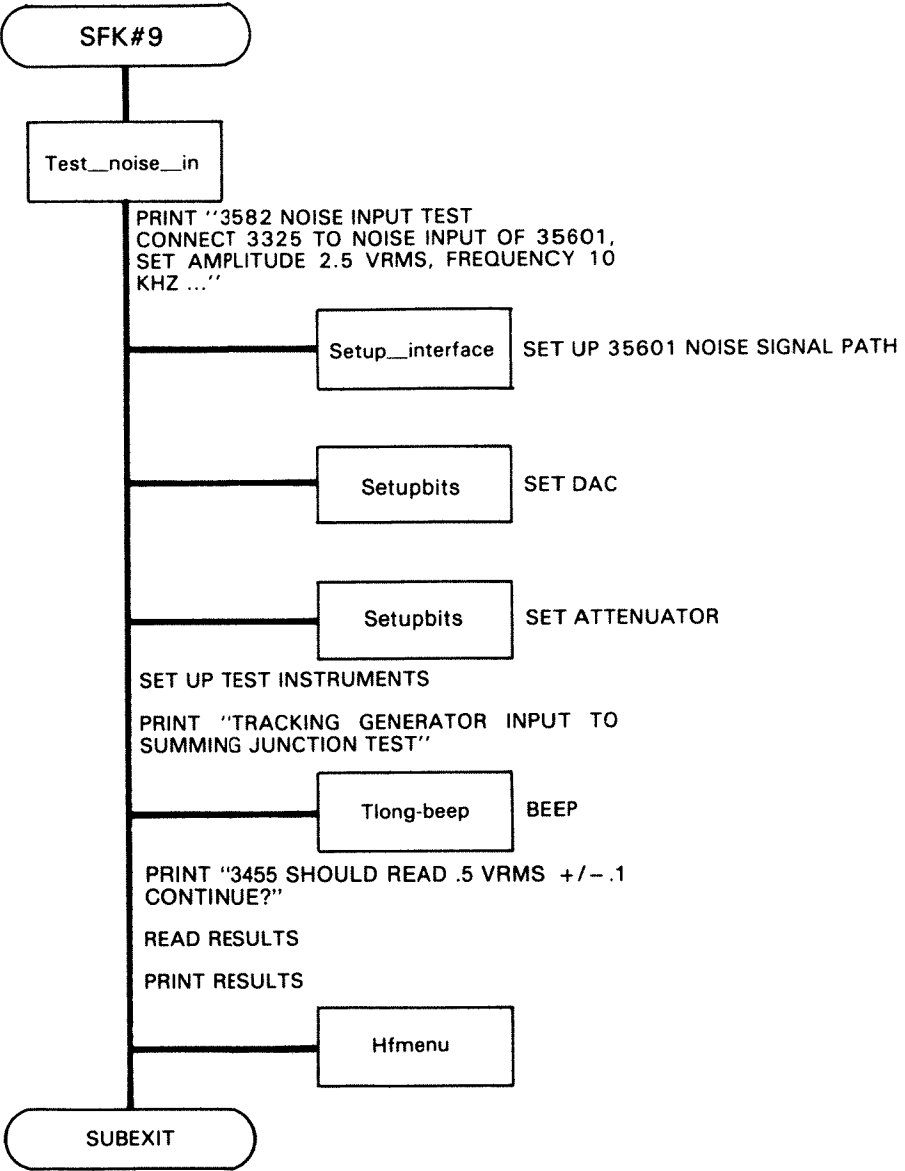 SFK#9
Test__noise__in
PRINT "3582 NOISE INPUT TEST
CONNECT 3325 TO NOISE INPUT OF 35601,
SET AMPLITUDE 2.5 VRMS, FREQUENCY 10
KHZ ..."
Setup__interface
SET UP 35601 NOISE SIGNAL PATH
Setupbits
SET DAC
Setupbits
SET ATTENUATOR
SET UP TEST INSTRUMENTS
PRINT "TRACKING GENERATOR INPUT TO
SUMMING JUNCTION TEST"
Tlong-beep
BEEP
PRINT "3455 SHOULD READ .5 VRMS +/-.1
CONTINUE?"
READ RESULTS
PRINT RESULTS
Hfmenu
SUBEXIT